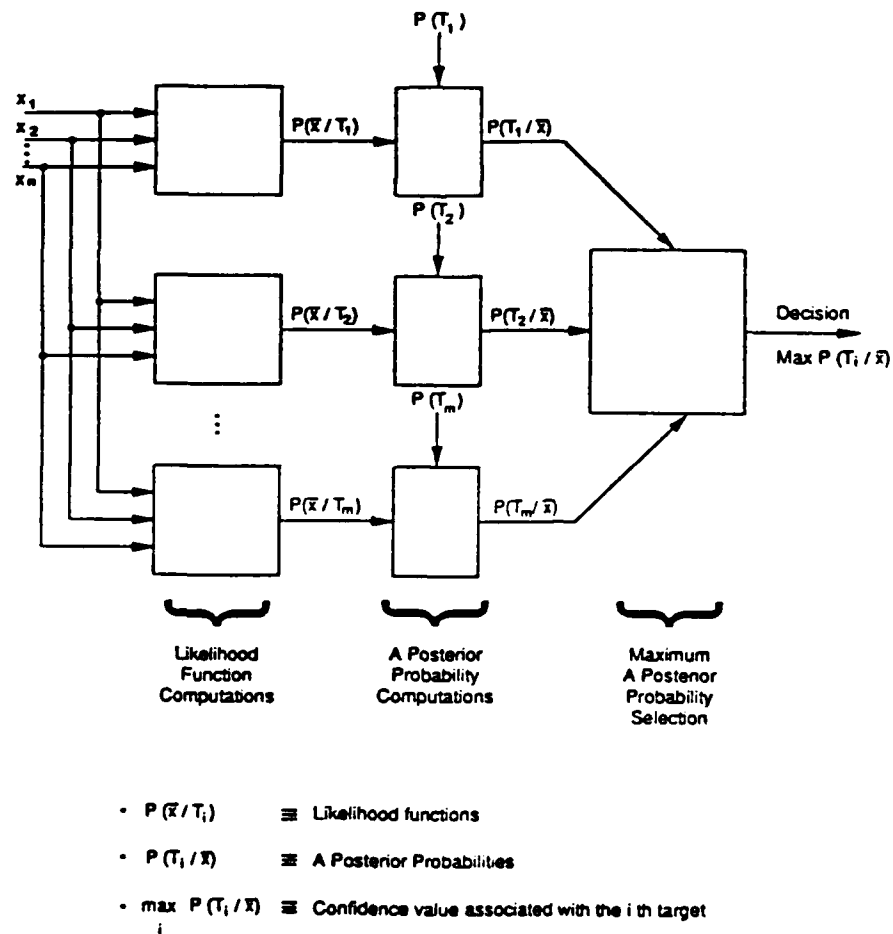 P (T₁)
x₁
x₂
xₙ
P(x̄ / T₁)
P(T₁ / x̄)
P (T₂)
P(x̄ / T₂)
P(T₂ / x̄)
Decision
Max P (Tᵢ / x̄)
P (Tₘ)
P(x̄ / Tₘ)
P(Tₘ/ x̄)
Likelihood
Function
Computations
A Posterior
Probability
Computations
Maximum
A Posterior
Probability
Selection
• P (x̄ / Tᵢ) ≡ Likelihood functions
• P (Tᵢ / x̄) ≡ A Posterior Probabilities
• max P (Tᵢ / x̄) ≡ Confidence value associated with the i th target
i